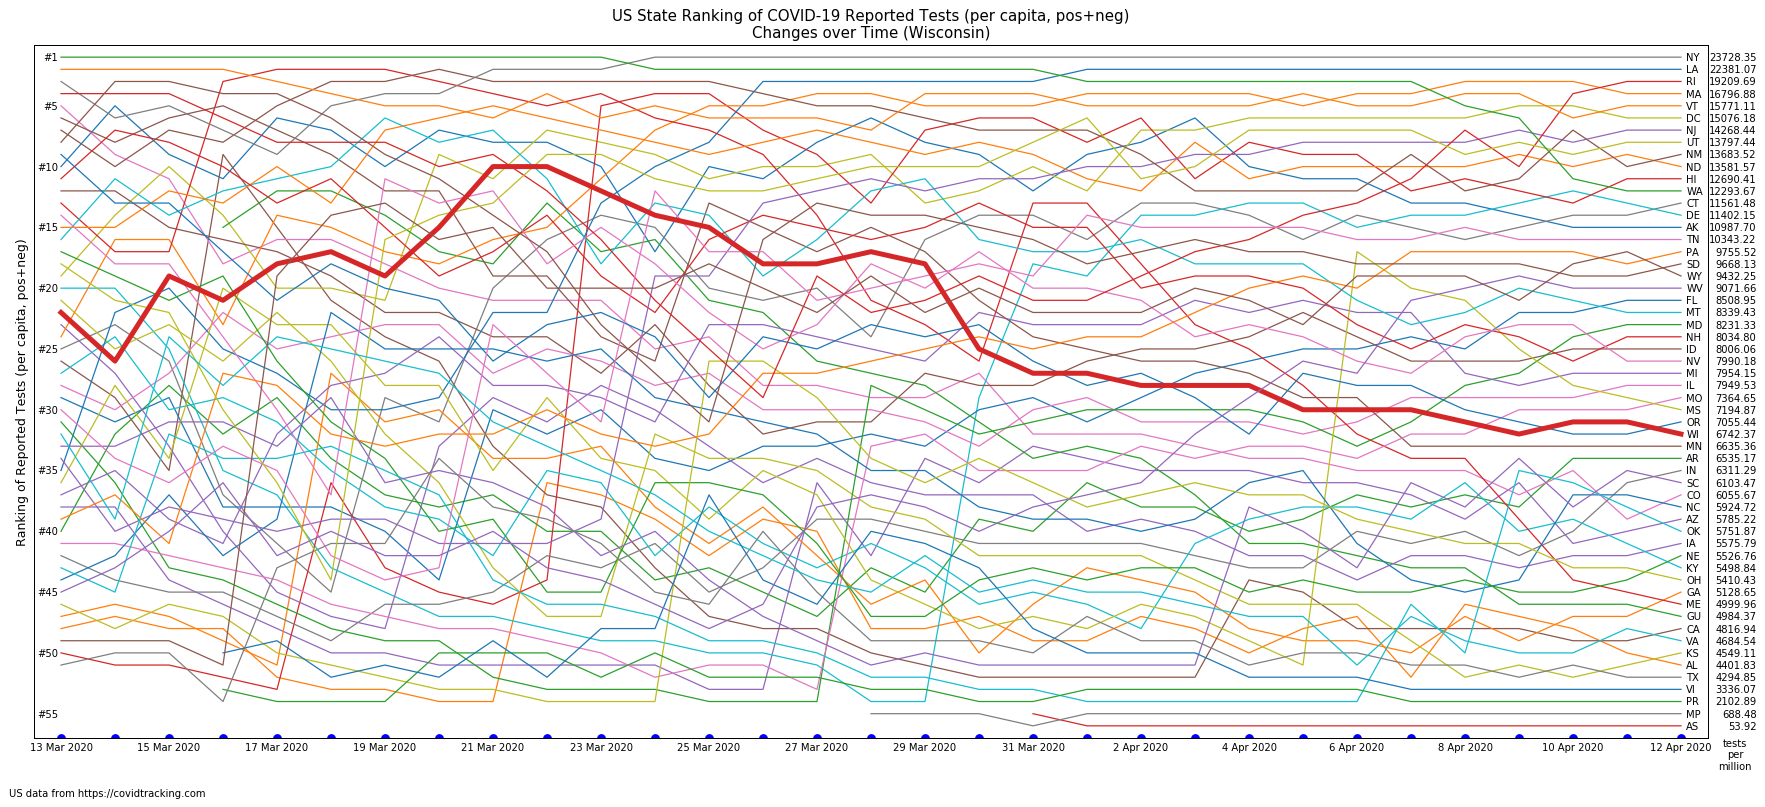 US State Ranking of COVID-19 Reported Tests (per capita, pos+neg)
Changes over Time (Wisconsin)
Ranking of Reported Tests (per capita, pos+neg)
#1
#5
#10
#15
#20
#25
#30
#35
#40
#45
#50
#55
NY 23728.35
LA 22381.07
RI 19209.69
MA 16796.88
VT 15771.11
DC 15076.18
NJ 14268.44
UT 13797.44
NM 13683.52
ND 13581.57
HI 12690.41
WA 12293.67
CT 11561.48
DE 11402.15
AK 10987.70
TN 10343.22
PA 9755.52
SD 9668.13
WY 9432.25
WV 9071.66
FL 8508.95
MT 8339.43
MD 8231.33
NH 8034.80
ID 8006.06
NV 7990.18
MI 7954.15
IL 7949.53
MO 7364.65
MS 7194.87
OR 7055.44
WI 6742.37
MN 6635.36
AR 6535.17
IN 6311.29
SC 6103.47
CO 6055.67
NC 5924.72
AZ 5785.22
OK 5751.87
IA 5575.79
NE 5526.76
KY 5498.84
OH 5410.43
GA 5128.65
ME 4999.96
GU 4984.37
CA 4816.94
VA 4684.54
KS 4549.11
AL 4401.83
TX 4294.85
VI 3336.07
PR 2102.89
MP 688.48
AS 53.92
13 Mar 2020 15 Mar 2020 17 Mar 2020 19 Mar 2020 21 Mar 2020 23 Mar 2020 25 Mar 2020 27 Mar 2020 29 Mar 2020 31 Mar 2020 2 Apr 2020 4 Apr 2020 6 Apr 2020 8 Apr 2020 10 Apr 2020 12 Apr 2020
tests
per
million
US data from https://covidtracking.com